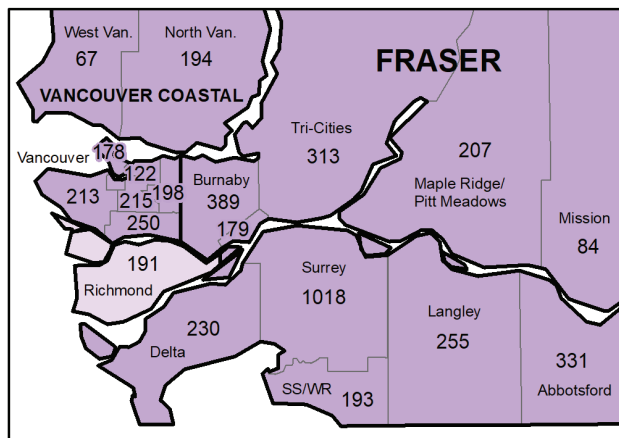 West Van.
67
North Van.
194
VANCOUVER COASTAL
FRASER
Tri-Cities
313
207
Maple Ridge/
Pitt Meadows
Mission
84
Vancouver
178
122
213
215
198
250
Burnaby
389
179
191
Richmond
230
Delta
Surrey
1018
SS/WR
193
Langley
255
331
Abbotsford